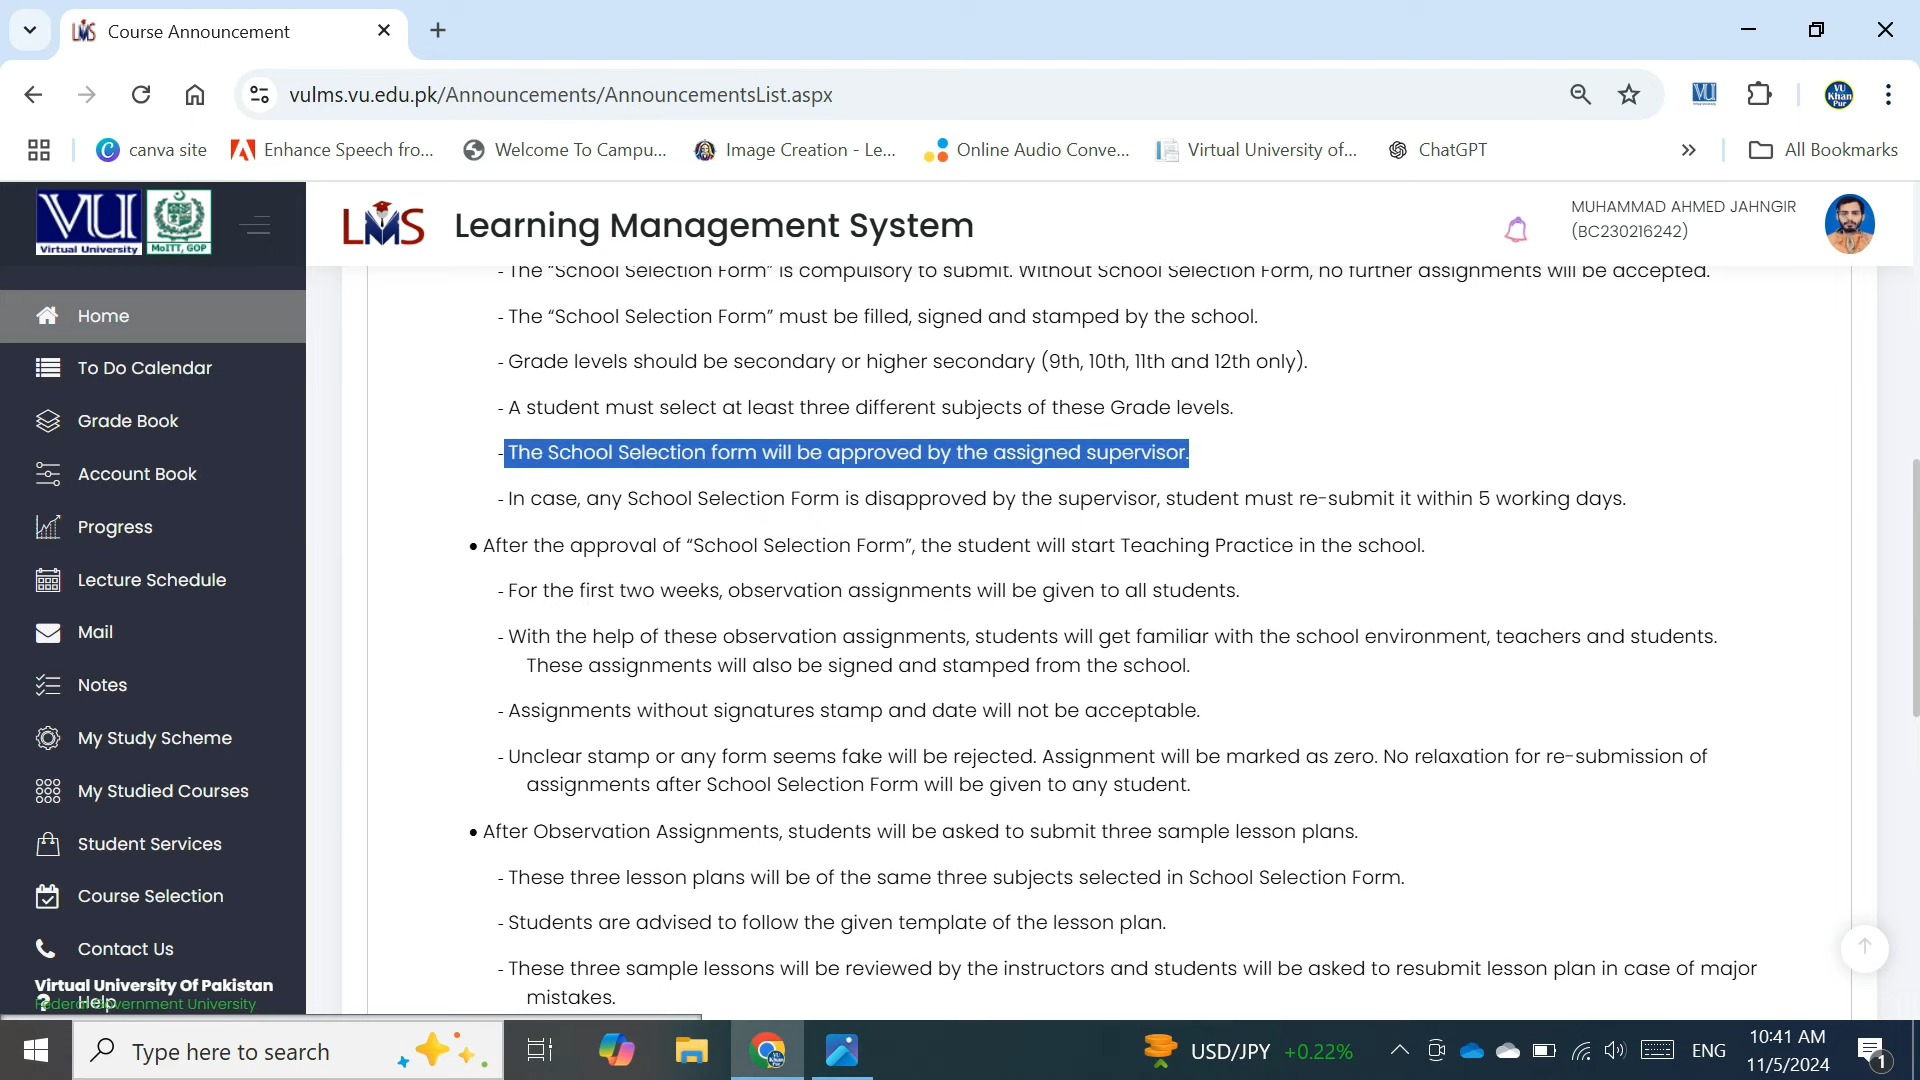 Course Announcement
vulms.vu.edu.pk/Announcements/AnnouncementsList.aspx
VU
VU Khan Pur
canva site
Enhance Speech fro...
Welcome To Campu...
Image Creation - Le...
Online Audio Conve...
Virtual University of...
ChatGPT
All Bookmarks
VU
Virtual University
MoITT, GOP
LMS
Learning Management System
MUHAMMAD AHMED JAHNGIR
(BC230216242)
Home
To Do Calendar
Grade Book
Account Book
Progress
Lecture Schedule
Mail
Notes
My Study Scheme
My Studied Courses
Student Services
Course Selection
Contact Us
Help
Virtual University Of Pakistan
Federal Government University
- The “School Selection Form” is compulsory to submit. Without School Selection Form, no further assignments will be accepted.
- The “School Selection Form” must be filled, signed and stamped by the school.
- Grade levels should be secondary or higher secondary (9th, 10th, 11th and 12th only).
- A student must select at least three different subjects of these Grade levels.
- The School Selection form will be approved by the assigned supervisor.
- In case, any School Selection Form is disapproved by the supervisor, student must re-submit it within 5 working days.
• After the approval of “School Selection Form”, the student will start Teaching Practice in the school.
- For the first two weeks, observation assignments will be given to all students.
- With the help of these observation assignments, students will get familiar with the school environment, teachers and students.
These assignments will also be signed and stamped from the school.
- Assignments without signatures stamp and date will not be acceptable.
- Unclear stamp or any form seems fake will be rejected. Assignment will be marked as zero. No relaxation for re-submission of
assignments after School Selection Form will be given to any student.
• After Observation Assignments, students will be asked to submit three sample lesson plans.
- These three lesson plans will be of the same three subjects selected in School Selection Form.
- Students are advised to follow the given template of the lesson plan.
- These three sample lessons will be reviewed by the instructors and students will be asked to resubmit lesson plan in case of major
mistakes.
Type here to search
USD/JPY +0.22%
ENG
10:41 AM
11/5/2024
1